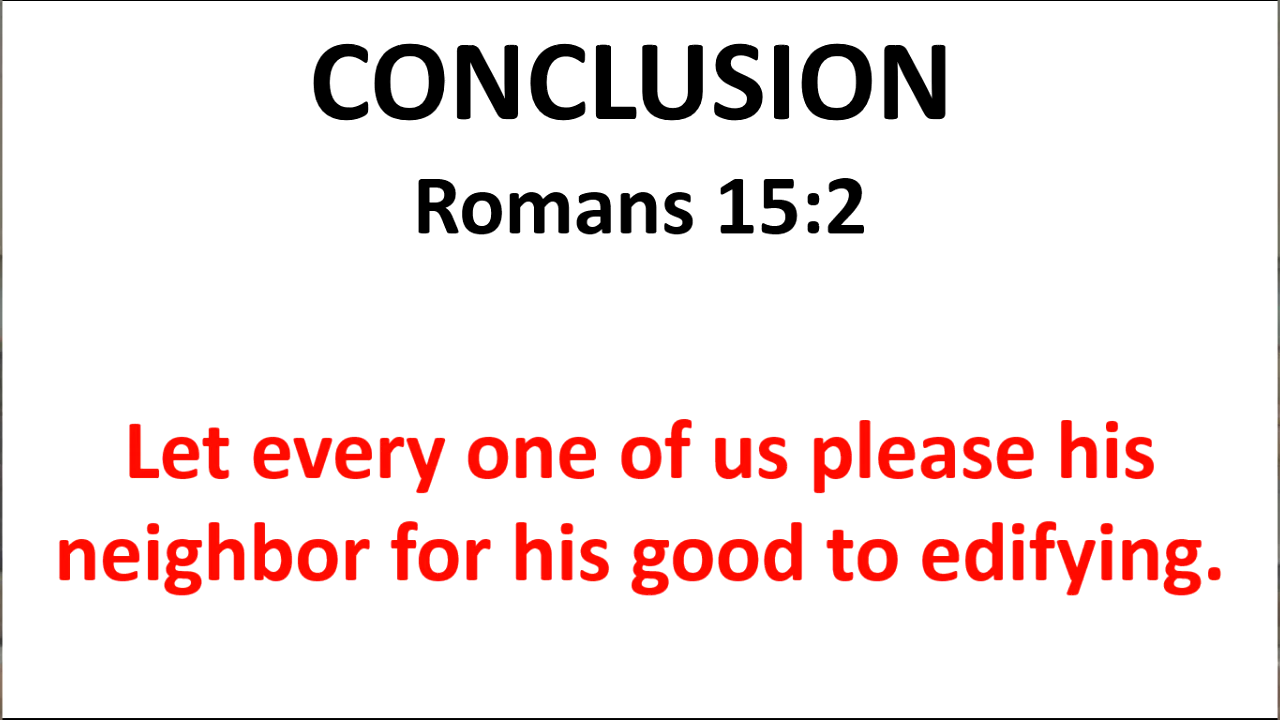 CONCLUSION
Romans 15:2
Let every one of us please his
neighbor for his good to edifying.